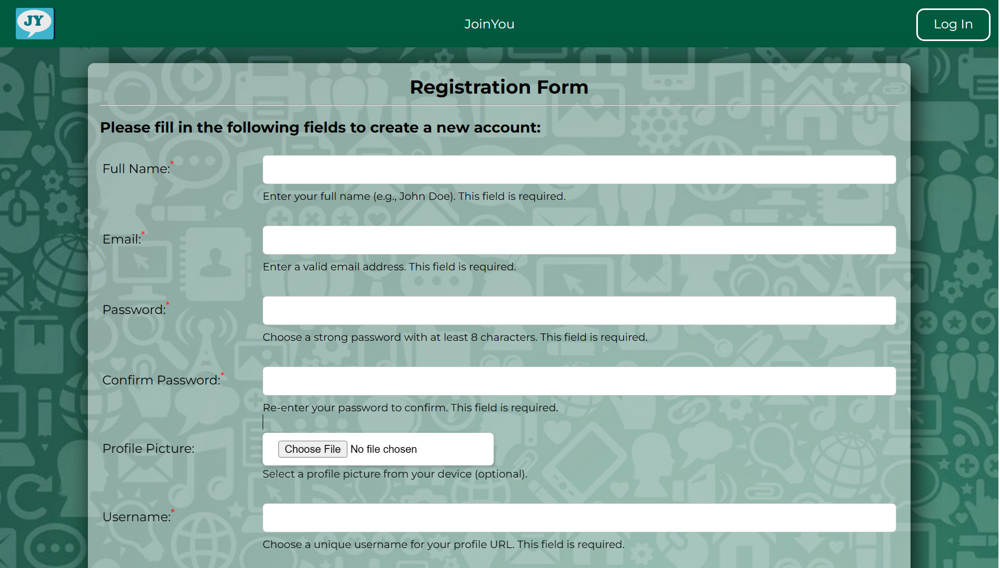 JY
JoinYou
Log In
Registration Form
Please fill in the following fields to create a new account:
Full Name:*
Enter your full name (e.g., John Doe). This field is required.
Email:*
Enter a valid email address. This field is required.
Password:*
Choose a strong password with at least 8 characters. This field is required.
Confirm Password:*
Re-enter your password to confirm. This field is required.
Profile Picture:
Choose File No file chosen
Select a profile picture from your device (optional).
Username:*
Choose a unique username for your profile URL. This field is required.